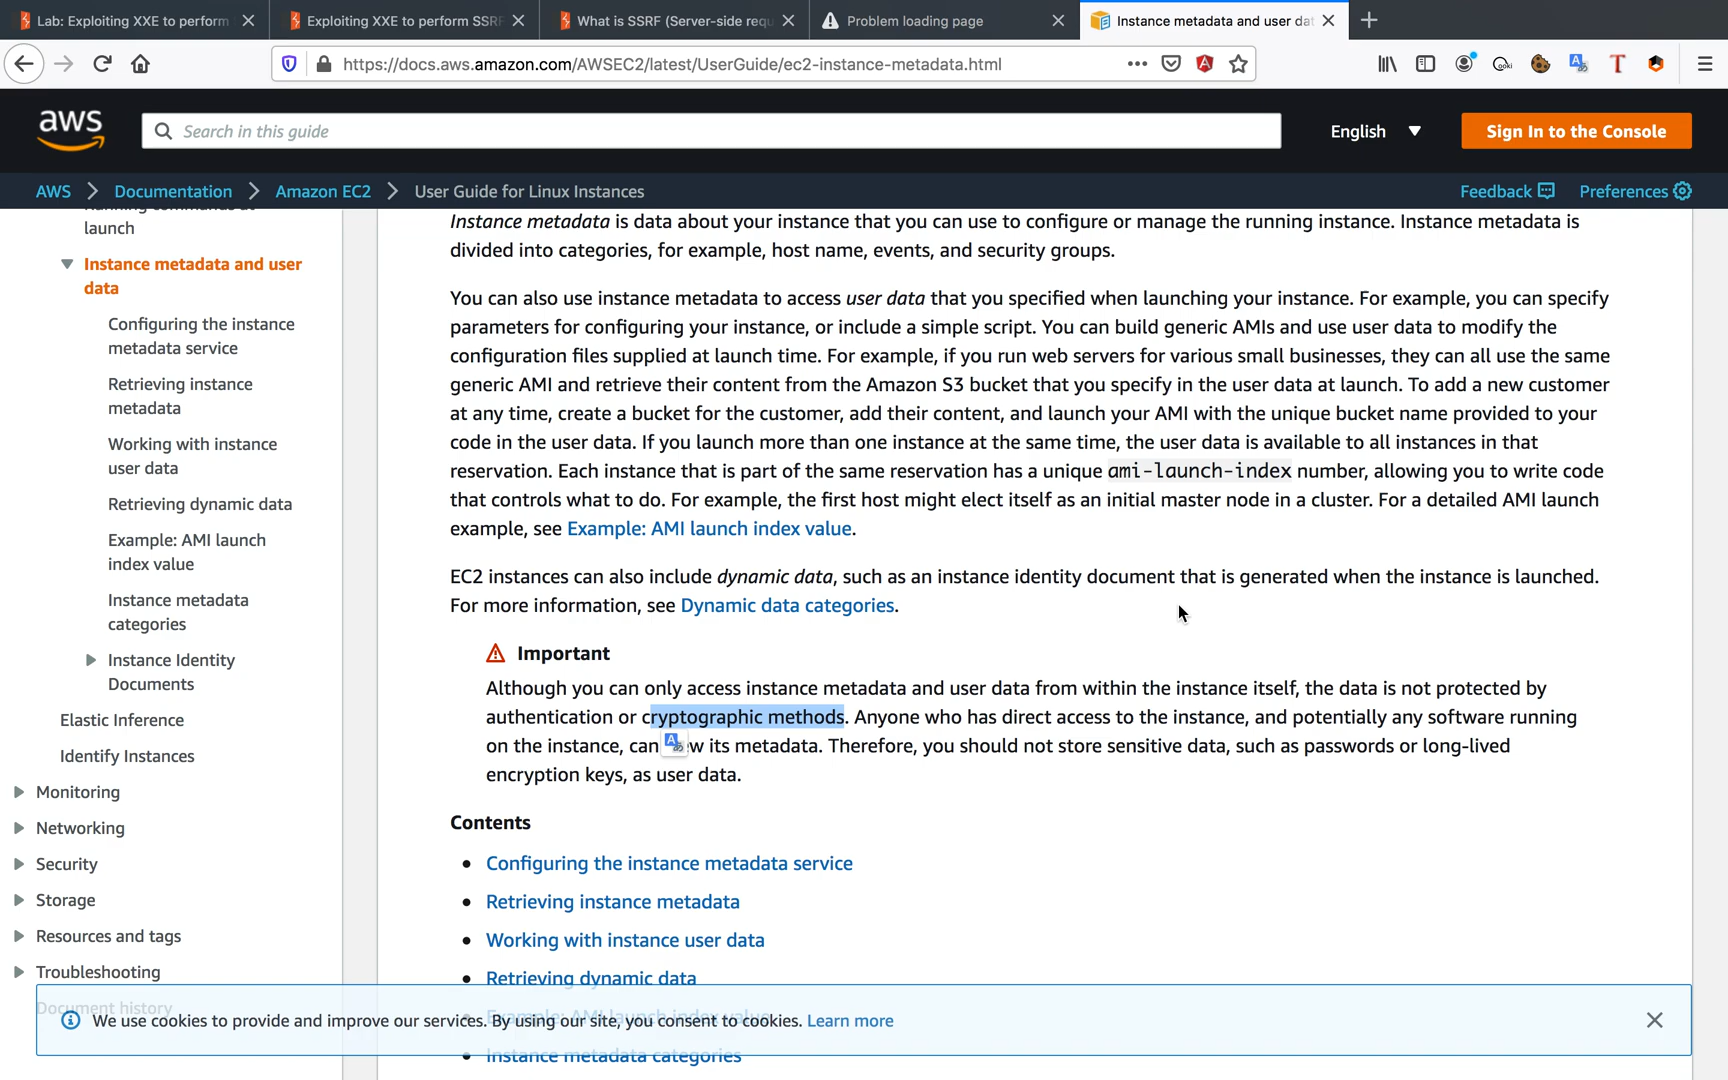 Lab: Exploiting XXE to perform
Exploiting XXE to perform SSRF
What is SSRF (Server-side requ
Problem loading page
Instance metadata and user dat
https://docs.aws.amazon.com/AWSEC2/latest/UserGuide/ec2-instance-metadata.html
aws
Search in this guide
English
Sign In to the Console
AWS
Documentation
Amazon EC2
User Guide for Linux Instances
Feedback
Preferences
Running commands at
launch
Instance metadata and user
data
Configuring the instance
metadata service
Retrieving instance
metadata
Working with instance
user data
Retrieving dynamic data
Example: AMI launch
index value
Instance metadata
categories
Instance Identity
Documents
Elastic Inference
Identify Instances
Monitoring
Networking
Security
Storage
Resources and tags
Troubleshooting
Document history
Instance metadata is data about your instance that you can use to configure or manage the running instance. Instance metadata is
divided into categories, for example, host name, events, and security groups.
You can also use instance metadata to access user data that you specified when launching your instance. For example, you can specify
parameters for configuring your instance, or include a simple script. You can build generic AMIs and use user data to modify the
configuration files supplied at launch time. For example, if you run web servers for various small businesses, they can all use the same
generic AMI and retrieve their content from the Amazon S3 bucket that you specify in the user data at launch. To add a new customer
at any time, create a bucket for the customer, add their content, and launch your AMI with the unique bucket name provided to your
code in the user data. If you launch more than one instance at the same time, the user data is available to all instances in that
reservation. Each instance that is part of the same reservation has a unique ami-launch-index number, allowing you to write code
that controls what to do. For example, the first host might elect itself as an initial master node in a cluster. For a detailed AMI launch
example, see Example: AMI launch index value.
EC2 instances can also include dynamic data, such as an instance identity document that is generated when the instance is launched.
For more information, see Dynamic data categories.
Important
Although you can only access instance metadata and user data from within the instance itself, the data is not protected by
authentication or cryptographic methods. Anyone who has direct access to the instance, and potentially any software running
on the instance, can w its metadata. Therefore, you should not store sensitive data, such as passwords or long-lived
encryption keys, as user data.
Contents
Configuring the instance metadata service
Retrieving instance metadata
Working with instance user data
Retrieving dynamic data
Example: AMI launch index value
We use cookies to provide and improve our services. By using our site, you consent to cookies. Learn more
Instance metadata categories